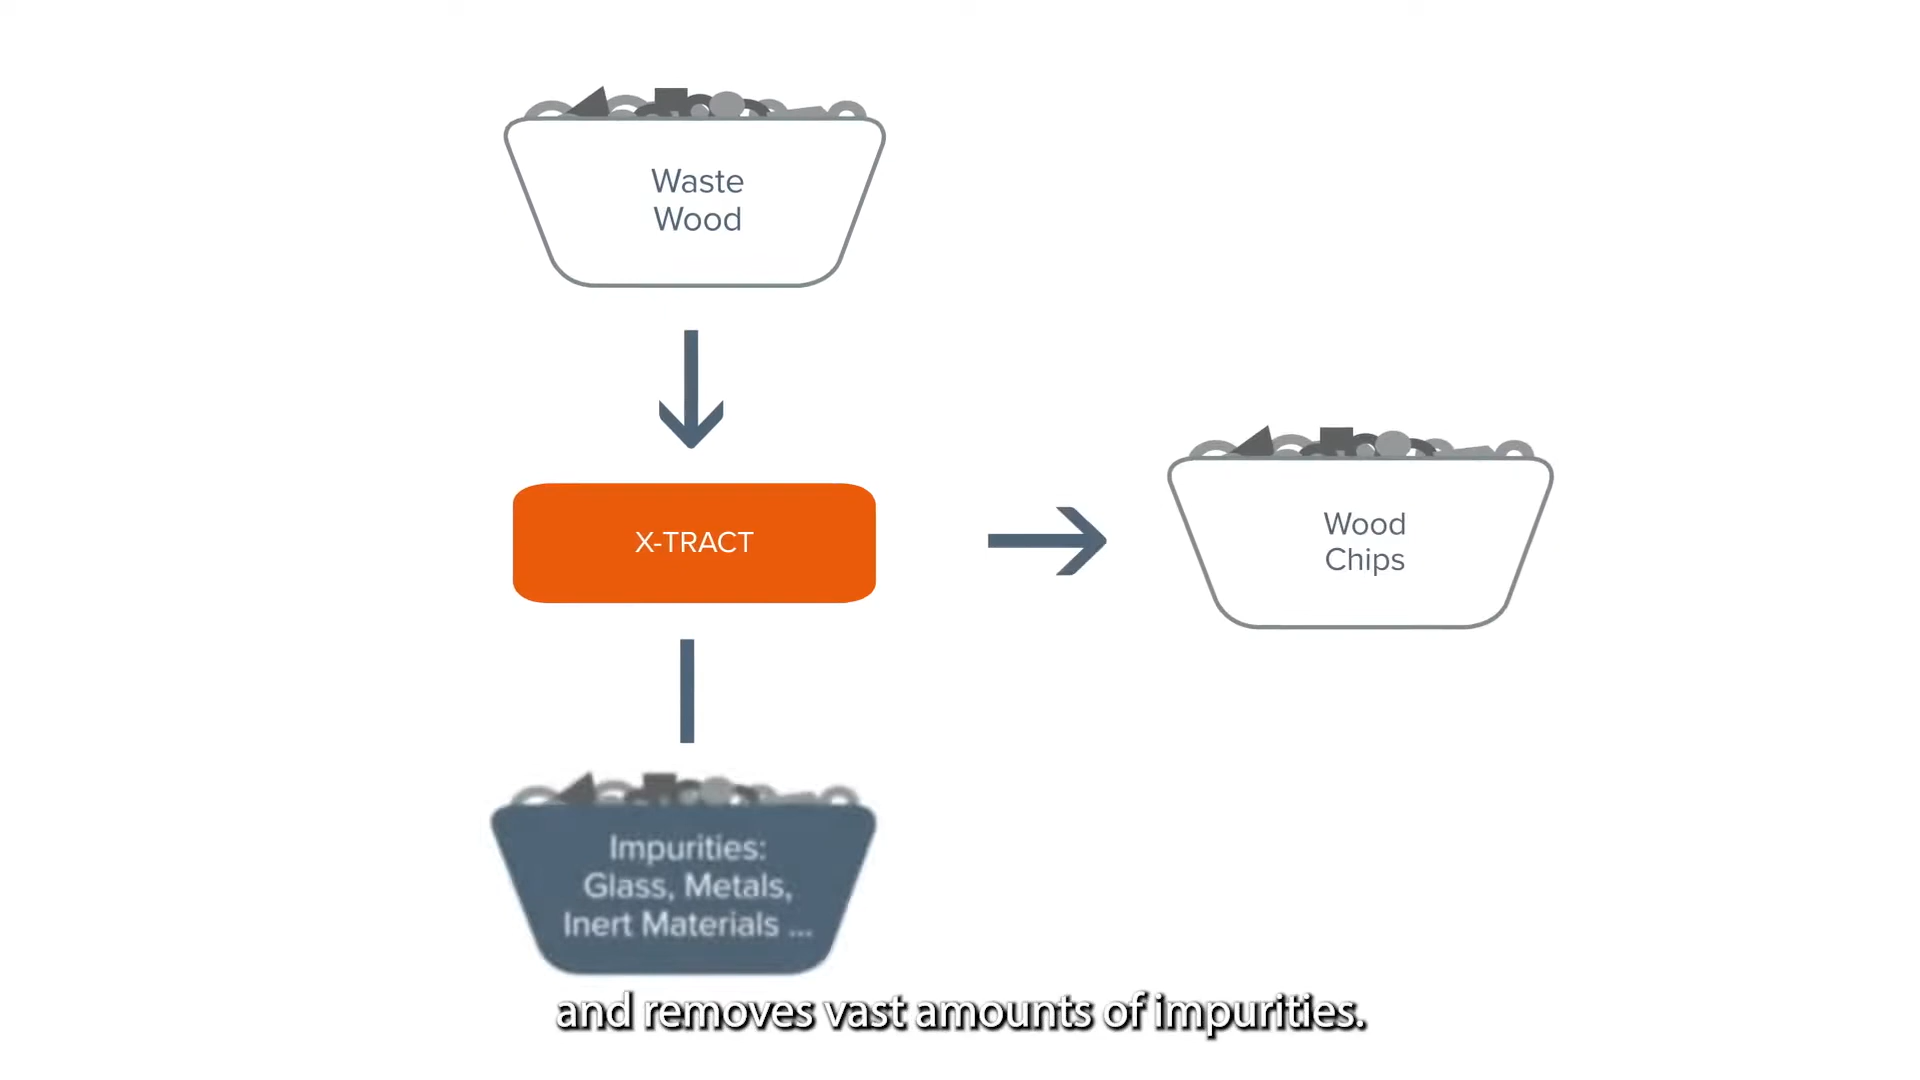 Waste
Wood
X-TRACT
Wood
Chips
Impurities:
Glass, Metals,
Inert Materials ...
and removes vast amounts of impurities.